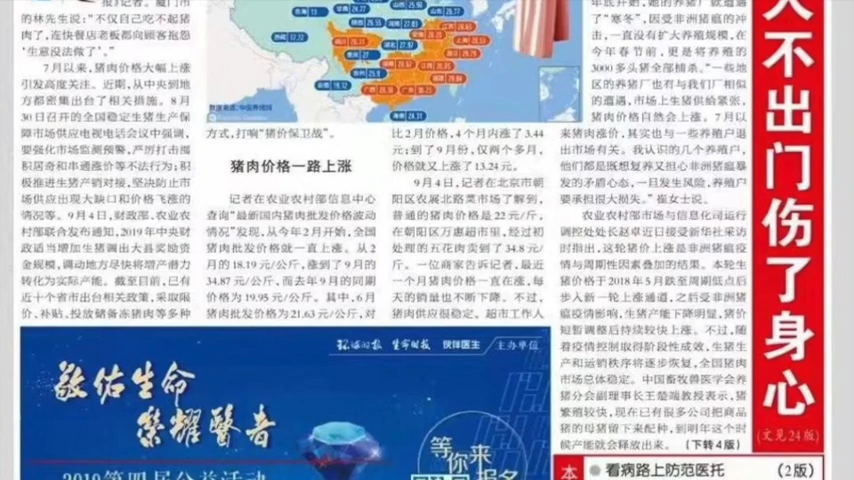 报》记者。厦门市
的林先生说：“不仅自己吃不起猪
肉了，连快餐店老板都向顾客抱怨
‘生意没法做了’。”
7月以来，猪肉价格大幅上涨
引发高度关注。近期，从中央到地
方都密集出台了相关措施。8月
30日召开的全国稳定生猪生产保
障市场供应电视电话会议中强调，
要强化市场监测预警，严厉打击囤
积居奇和串通涨价等不法行为；积
极推进生猪产销对接，坚决防止市
场供应出现大缺口和价格飞涨的
情况等。9月4日，财政部、农业农
村部联合发布通知，2019年中央财
政适当增加生猪调出大县奖励资
金规模，调动地方尽快将增产潜力
转化为实际产能。截至目前，已有
近十个省市出台相关政策，采取限
价、补贴、投放储备冻猪肉等多种
方式，打响“猪价保卫战”。
猪肉价格一路上涨
记者在农业农村部信息中心
查询“最新国内猪肉批发价格波动
情况”发现，从今年2月开始，全国
猪肉批发价格就一直上涨。从2
月的18.19元/公斤，涨到了9月的
34.87元/公斤，而去年9月的同期
价格为19.95元/公斤。其中，6月
猪肉批发价格为21.63元/公斤，对
比2月价格，4个月内涨了3.44
元；到了9月份，仅两个多月，
价格就又上涨了13.24元。
9月4日，记者在北京市朝
阳区农展北路菜市场了解到，
普通的猪肉价格是22元/斤，
在朝阳区万惠超市里，经过初
处理的五花肉卖到了34.8元/
斤。一位商家告诉记者，最近
一个月猪肉价格一直在涨，每
天的销量也不断下降。不过，
猪肉供应很稳定。超市工作人
年底开始，她的养猪厂就遭遇
了“寒冬”，因受非洲猪瘟的冲
击，一直没有扩大养殖规模，在
今年春节前，更是将养殖的
3000多头猪全部捕杀。“一些地
区的养猪厂也有与我们厂相似
的遭遇，市场上生猪供给紧张，
猪肉价格自然会上涨。7月以
来猪肉涨价，其实也与一些养殖户退
出市场有关。我认识的几个养殖户，
他们都是既想复养又担心非洲猪瘟暴
发的矛盾心态，一旦发生风险，养殖户
要承担很大损失。”崔女士说。
农业农村部市场与信息化司运行
调控处处长赵卓近日接受新华社采访
时指出，这轮猪价上涨是非洲猪瘟疫
情与周期性因素叠加的结果。本轮生
猪价格于2018年5月跌至周期低点后
步入新一轮上涨通道，之后受非洲猪
瘟疫情影响，生猪产能下降明显，猪价
短暂调整后持续较快上涨。不过，随
着疫情控制取得阶段性成效，生猪生
产和运销秩序将逐步恢复，全国猪肉
市场总体稳定。中国畜牧兽医学会养
猪分会副理事长王楚端教授表示，猪
繁殖较快，现在已有很多公司把商品
猪的母猪留下来配种，到明年这个时
候产能就会释放出来。（下转4版）
天不出门伤了身心
（文见24版）
环球时报 生命时报 伙伴医生 主办单位
敬佑生命
荣耀医者
2019第四届公益活动
等你来报名
本
● 看病路上防范医托（2版）